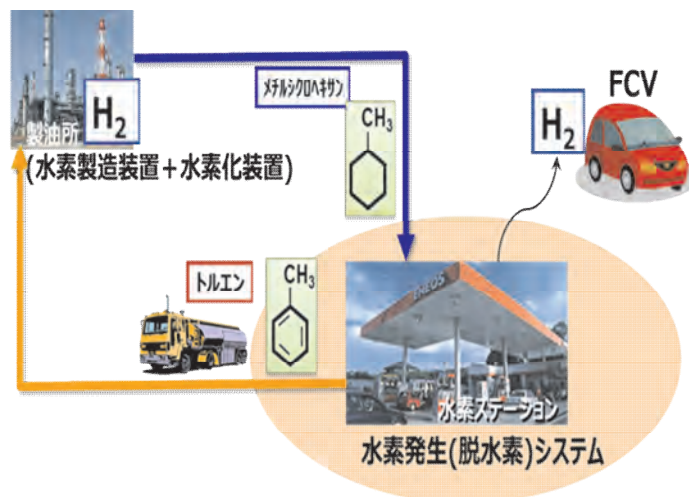 H2
製油所
(水素製造装置＋水素化装置)
メチルシクロヘキサン
CH3
H2
FCV
トルエン
CH3
ENEOS
水素ステーション
水素発生(脱水素)システム